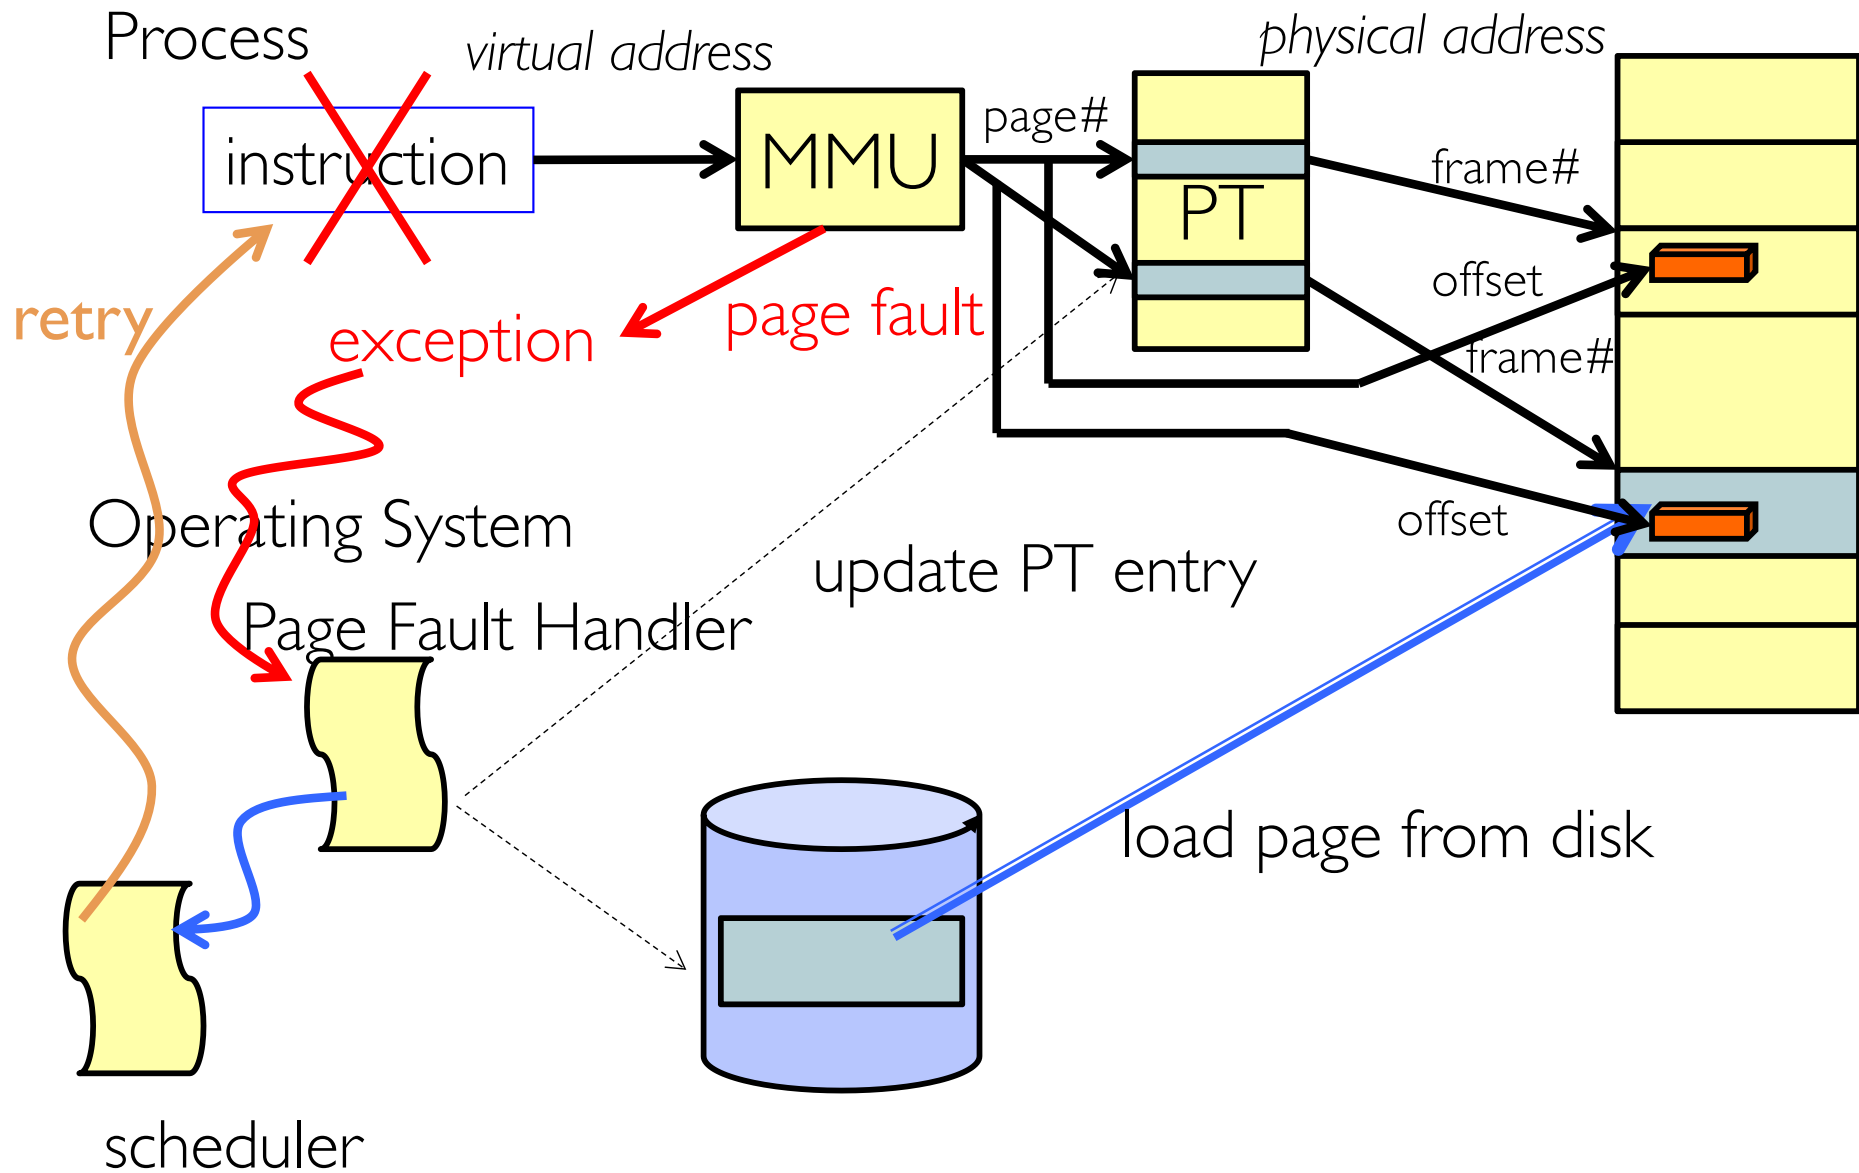 Process
virtual address
physical address
instruction
MMU
page#
PT
frame#
offset
frame#
retry
exception
page fault
offset
Operating System
update PT entry
Page Fault Handler
load page from disk
scheduler